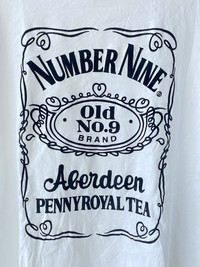 NUMBER NINE ®
Old
No.9
BRAND
Aberdeen
PENNYROYAL TEA